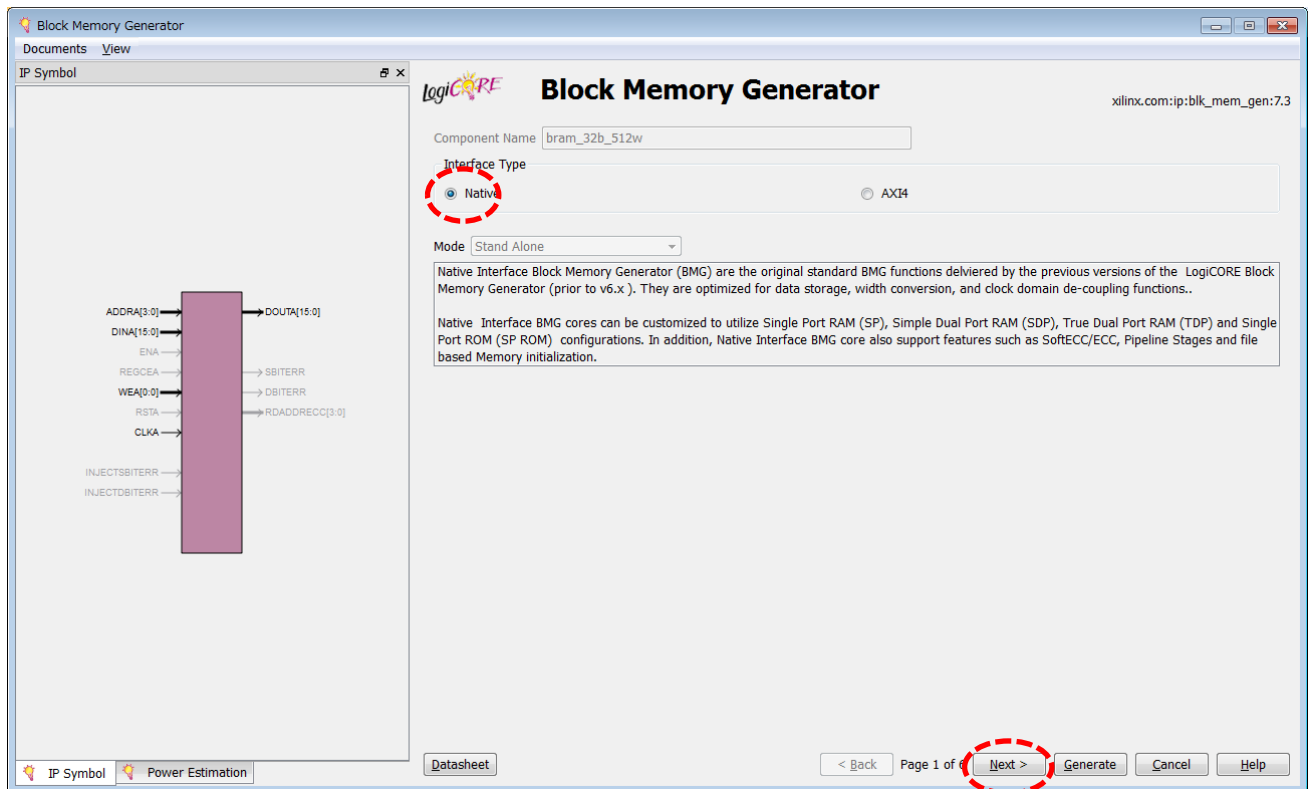 Block Memory Generator
Documents View
IP Symbol
ADDRA[3:0]
DINA[15:0]
ENA
REGCEA
WEA[0:0]
RSTA
CLKA
INJECTSBITERR
INJECTDBITERR
DOUTA[15:0]
SBITERR
DBITERR
RDADDRECC[3:0]
IP Symbol Power Estimation
LogiCORE
Block Memory Generator
xilinx.com:ip:blk_mem_gen:7.3
Component Name bram_32b_512w
Interface Type
Native AXI4
Mode Stand Alone
Native Interface Block Memory Generator (BMG) are the original standard BMG functions delviered by the previous versions of the LogiCORE Block
Memory Generator (prior to v6.x ). They are optimized for data storage, width conversion, and clock domain de-coupling functions..
Native Interface BMG cores can be customized to utilize Single Port RAM (SP), Simple Dual Port RAM (SDP), True Dual Port RAM (TDP) and Single
Port ROM (SP ROM) configurations. In addition, Native Interface BMG core also support features such as SoftECC/ECC, Pipeline Stages and file
based Memory initialization.
Datasheet < Back Page 1 of 6 Next > Generate Cancel Help